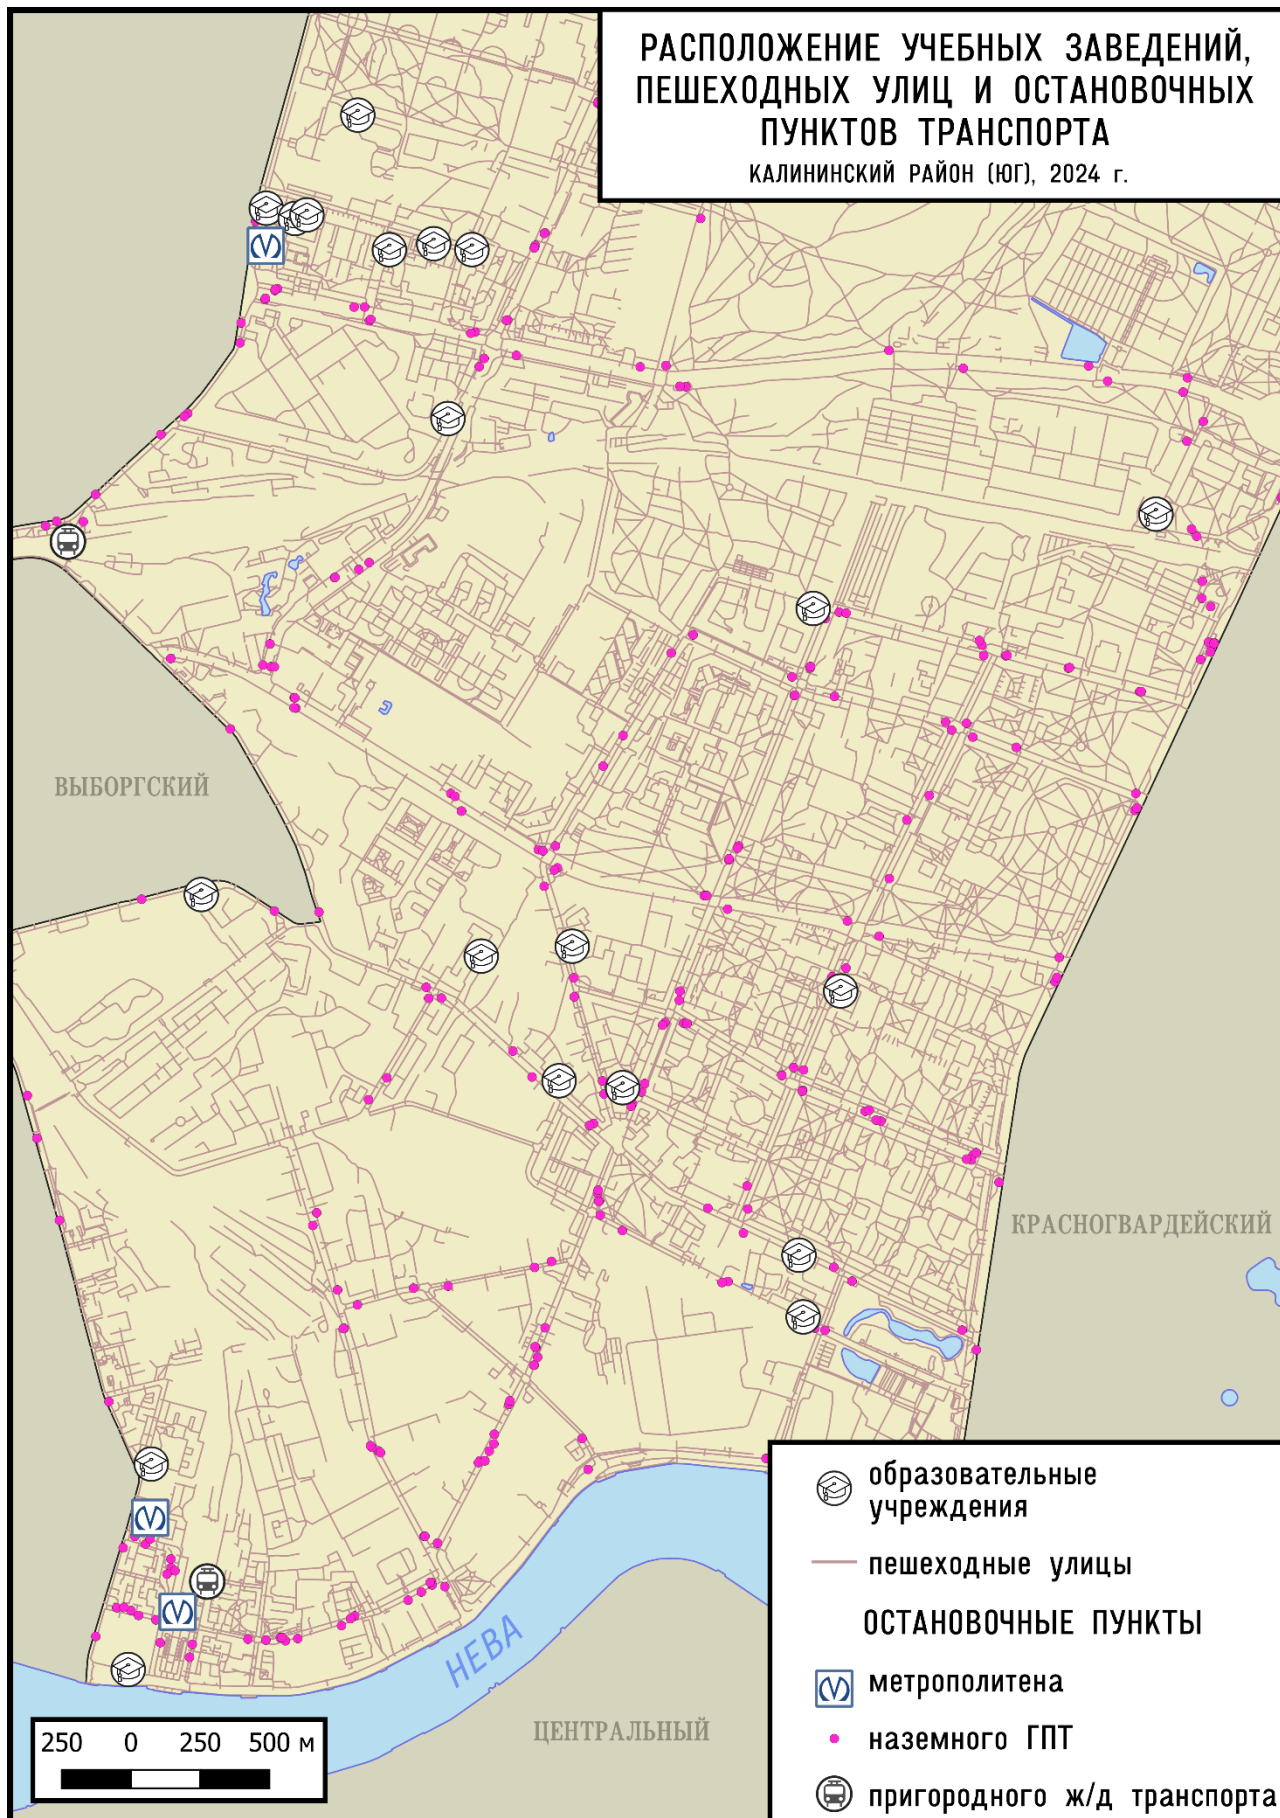 РАСПОЛОЖЕНИЕ УЧЕБНЫХ ЗАВЕДЕНИЙ,
ПЕШЕХОДНЫХ УЛИЦ И ОСТАНОВОЧНЫХ
ПУНКТОВ ТРАНСПОРТА
КАЛИНИНСКИЙ РАЙОН (ЮГ), 2024 г.
ВЫБОРГСКИЙ
КРАСНОГВАРДЕЙСКИЙ
НЕВА
ЦЕНТРАЛЬНЫЙ
250 0 250 500 м
образовательные
учреждения
пешеходные улицы
ОСТАНОВОЧНЫЕ ПУНКТЫ
метрополитена
наземного ГПТ
пригородного ж/д транспорта